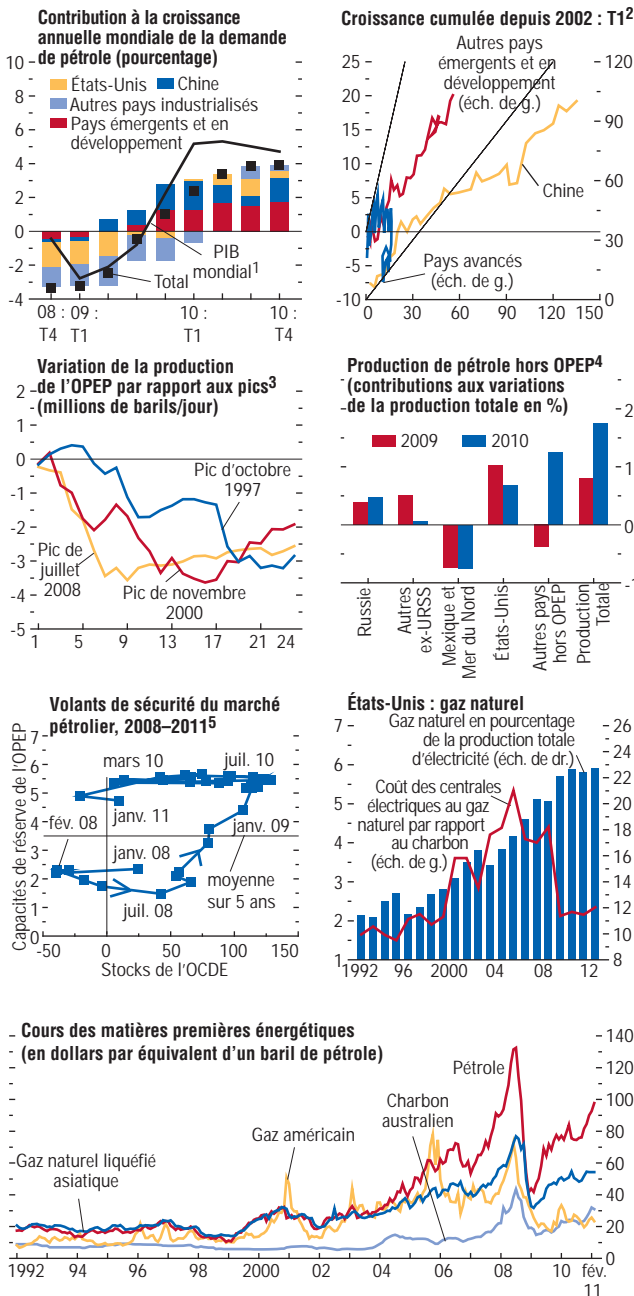 Contribution à la croissance
annuelle mondiale de la demande
de pétrole (pourcentage)
10
8
6
4
2
0
-2
-4
États-Unis
Chine
Autres pays industrialisés
Pays émergents et en
développement
PIB
mondial¹
Total
08 :
T4
09 :
T1
10 :
T1
10 :
T4
Croissance cumulée depuis 2002 : T1²
25
20
15
10
5
0
-5
-10
120
90
60
30
0
Autres pays
émergents et en
développement
(éch. de g.)
Chine
Pays avancés
(éch. de g.)
0 30 60 90 120 150
Variation de la production
de l'OPEP par rapport aux pics³
(millions de barils/jour)
2
1
0
-1
-2
-3
-4
-5
Pic d'octobre
1997
Pic de
juillet
2008
Pic de novembre
2000
1 5 9 13 17 21 24
Production de pétrole hors OPEP⁴
(contributions aux variations
de la production totale en %)
2009
2010
2
1
0
-1
Russie
Autres
ex-URSS
Mexique et
Mer du Nord
États-Unis
Autres pays
hors OPEP
Production
Totale
Volants de sécurité du marché
pétrolier, 2008–2011⁵
Capacités de réserve de l'OPEP
7
6
5
4
3
2
1
0
mars 10
juil. 10
janv. 11
fév. 08
janv. 09
janv. 08
moyenne
sur 5 ans
juil. 08
-50 0 50 100 150
Stocks de l'OCDE
États-Unis : gaz naturel
7
6
5
4
3
2
1
26
24
22
20
18
16
14
12
10
8
Gaz naturel en pourcentage
de la production totale
d'électricité (éch. de dr.)
Coût des centrales
électriques au gaz
naturel par rapport
au charbon
(éch. de g.)
1992 96 2000 04 08 12
Cours des matières premières énergétiques
(en dollars par équivalent d'un baril de pétrole)
140
120
100
80
60
40
20
0
Pétrole
Charbon
australien
Gaz américain
Gaz naturel liquéfié
asiatique
1992 94 96 98 2000 02 04 06 08 10 fév.
11